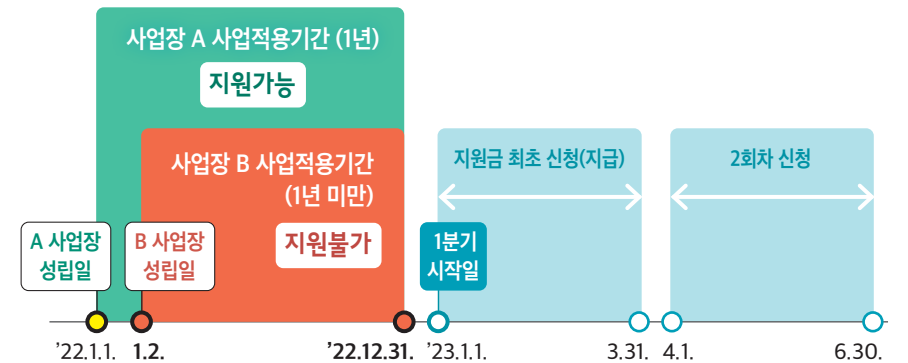 사업장 A 사업적용기간 (1년)
지원가능
사업장 B 사업적용기간
(1년 미만)
지원불가
A 사업장
성립일
B 사업장
성립일
지원금 최초 신청(지급)
2회차 신청
1분기
시작일
’22.1.1. 1.2. ’22.12.31. ’23.1.1. 3.31. 4.1. 6.30.